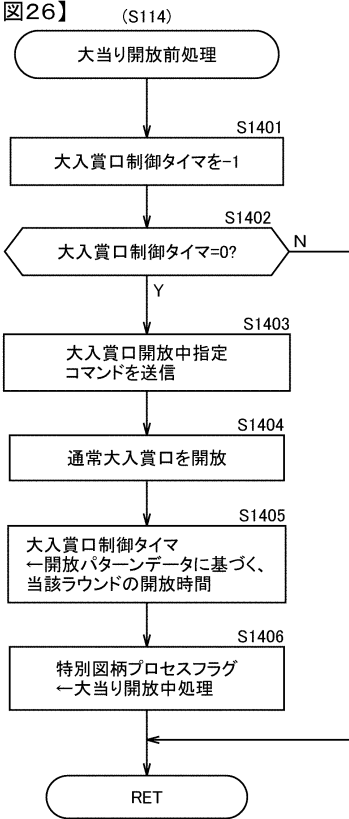 図26】
(S114)
大当り開放前処理
S1401
大入賞口制御タイマを-1
S1402
大入賞口制御タイマ=0?
N
Y
S1403
大入賞口開放中指定
コマンドを送信
S1404
通常大入賞口を開放
S1405
大入賞口制御タイマ
←開放パターンデータに基づく、
当該ラウンドの開放時間
S1406
特別図柄プロセスフラグ
←大当り開放中処理
RET